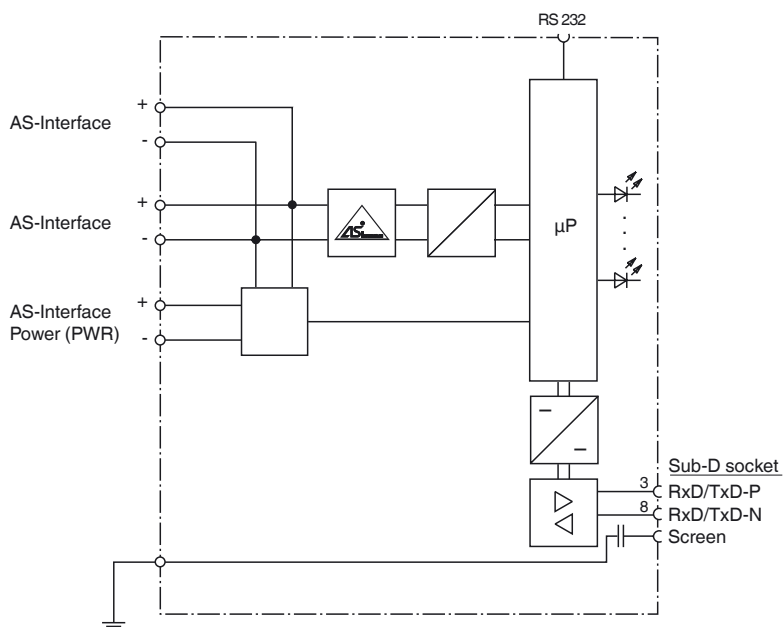 RS 232
AS-Interface
+
-
AS-Interface
+
-
ASi
µP
AS-Interface
Power (PWR)
+
-
Sub-D socket
3 RxD/TxD-P
8 RxD/TxD-N
Screen